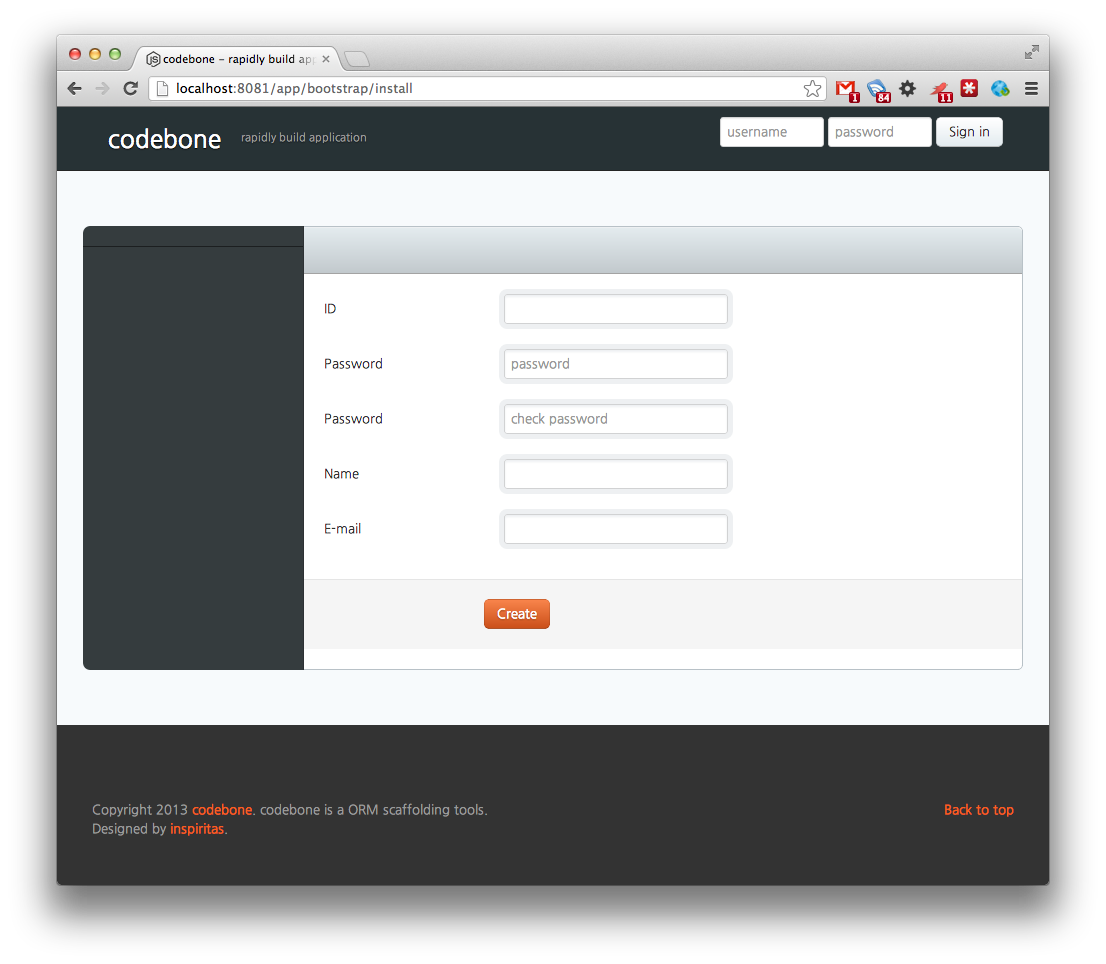 codebone – rapidly build app
localhost:8081/app/bootstrap/install
1
84
11
codebone rapidly build application
username password Sign in
ID
Password password
Password check password
Name
E-mail
Create
Copyright 2013 codebone. codebone is a ORM scaffolding tools.
Back to top
Designed by inspiritas.